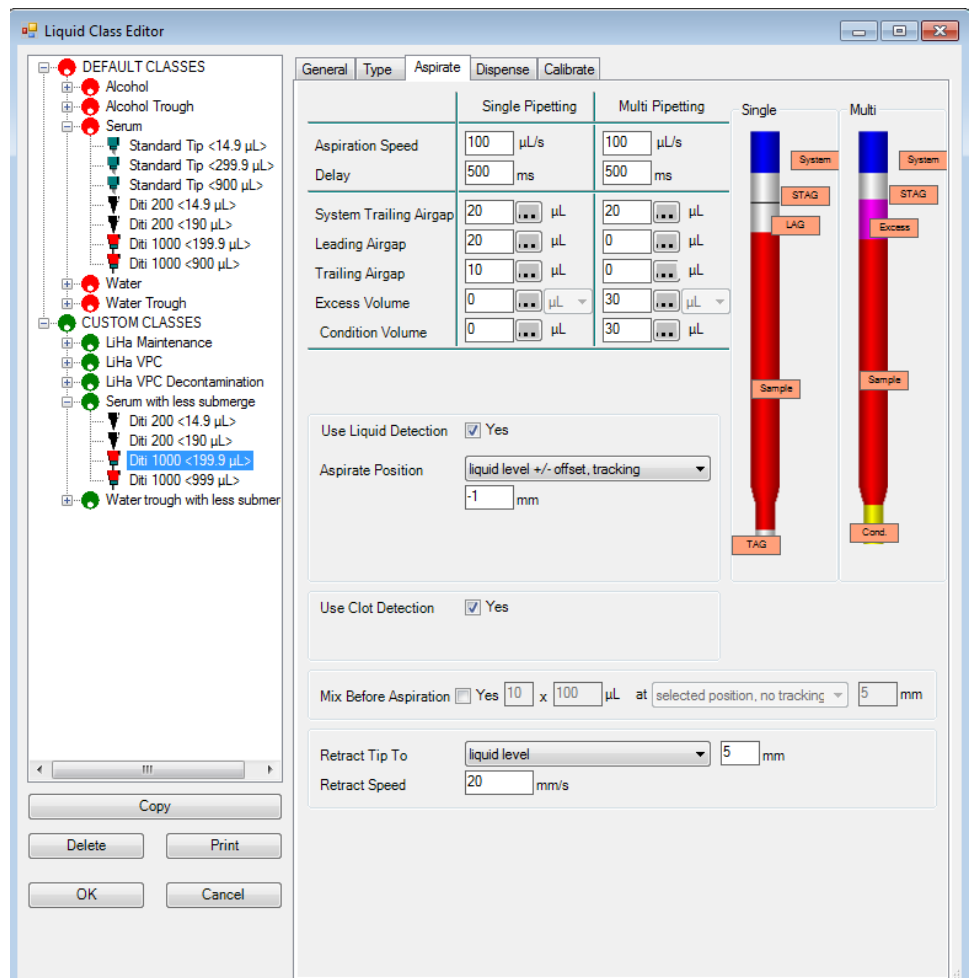 Liquid Class Editor
DEFAULT CLASSES
Alcohol
Alcohol Trough
Serum
Standard Tip <14.9 µL>
Standard Tip <299.9 µL>
Standard Tip <900 µL>
Diti 200 <14.9 µL>
Diti 200 <190 µL>
Diti 1000 <199.9 µL>
Diti 1000 <900 µL>
Water
Water Trough
CUSTOM CLASSES
LiHa Maintenance
LiHa VPC
LiHa VPC Decontamination
Serum with less submerge
Diti 200 <14.9 µL>
Diti 200 <190 µL>
Diti 1000 <199.9 µL>
Diti 1000 <999 µL>
Water trough with less submer
Copy
Delete Print
OK Cancel
General Type Aspirate Dispense Calibrate
Single Pipetting Multi Pipetting
Aspiration Speed 100 µL/s 100 µL/s
Delay 500 ms 500 ms
System Trailing Airgap 20 ... µL 20 ... µL
Leading Airgap 20 ... µL 0 ... µL
Trailing Airgap 10 ... µL 0 ... µL
Excess Volume 0 ... µL 30 ... µL
Condition Volume 0 ... µL 30 ... µL
Use Liquid Detection Yes
Aspirate Position liquid level +/- offset, tracking
-1 mm
Use Clot Detection Yes
Mix Before Aspiration Yes 10 x 100 µL at selected position, no tracking 5 mm
Retract Tip To liquid level 5 mm
Retract Speed 20 mm/s
Single
System
STAG
LAG
Sample
TAG
Multi
System
STAG
Excess
Sample
Cond.